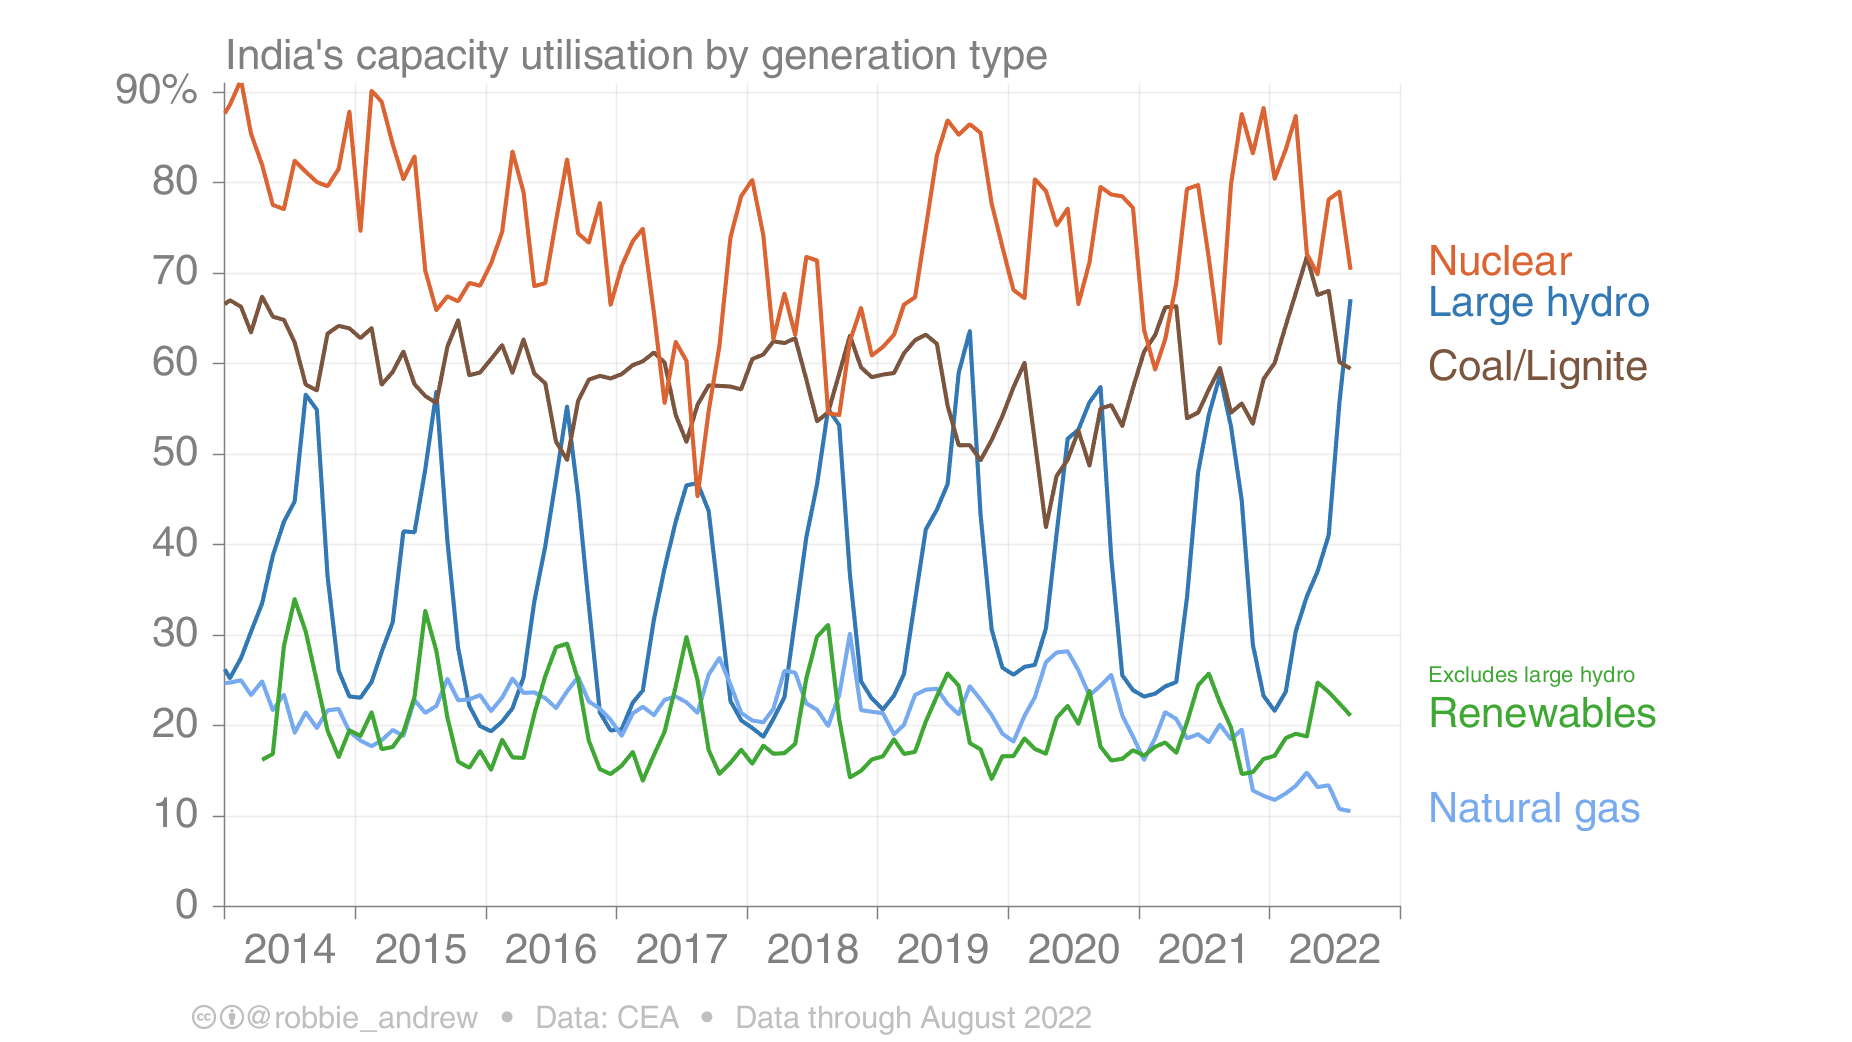 India's capacity utilisation by generation type
90%
80
70
60
50
40
30
20
10
0
2014 2015 2016 2017 2018 2019 2020 2021 2022
Nuclear
Large hydro
Coal/Lignite
Excludes large hydro
Renewables
Natural gas
@robbie_andrew • Data: CEA • Data through August 2022